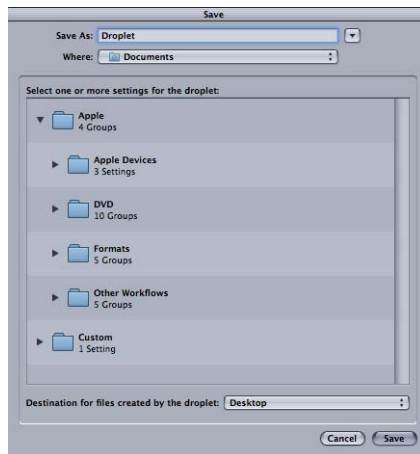 Save
Save As: Droplet
Where: Documents
Select one or more settings for the droplet:
Apple
4 Groups
Apple Devices
3 Settings
DVD
10 Groups
Formats
5 Groups
Other Workflows
5 Groups
Custom
1 Setting
Destination for files created by the droplet: Desktop
Cancel Save